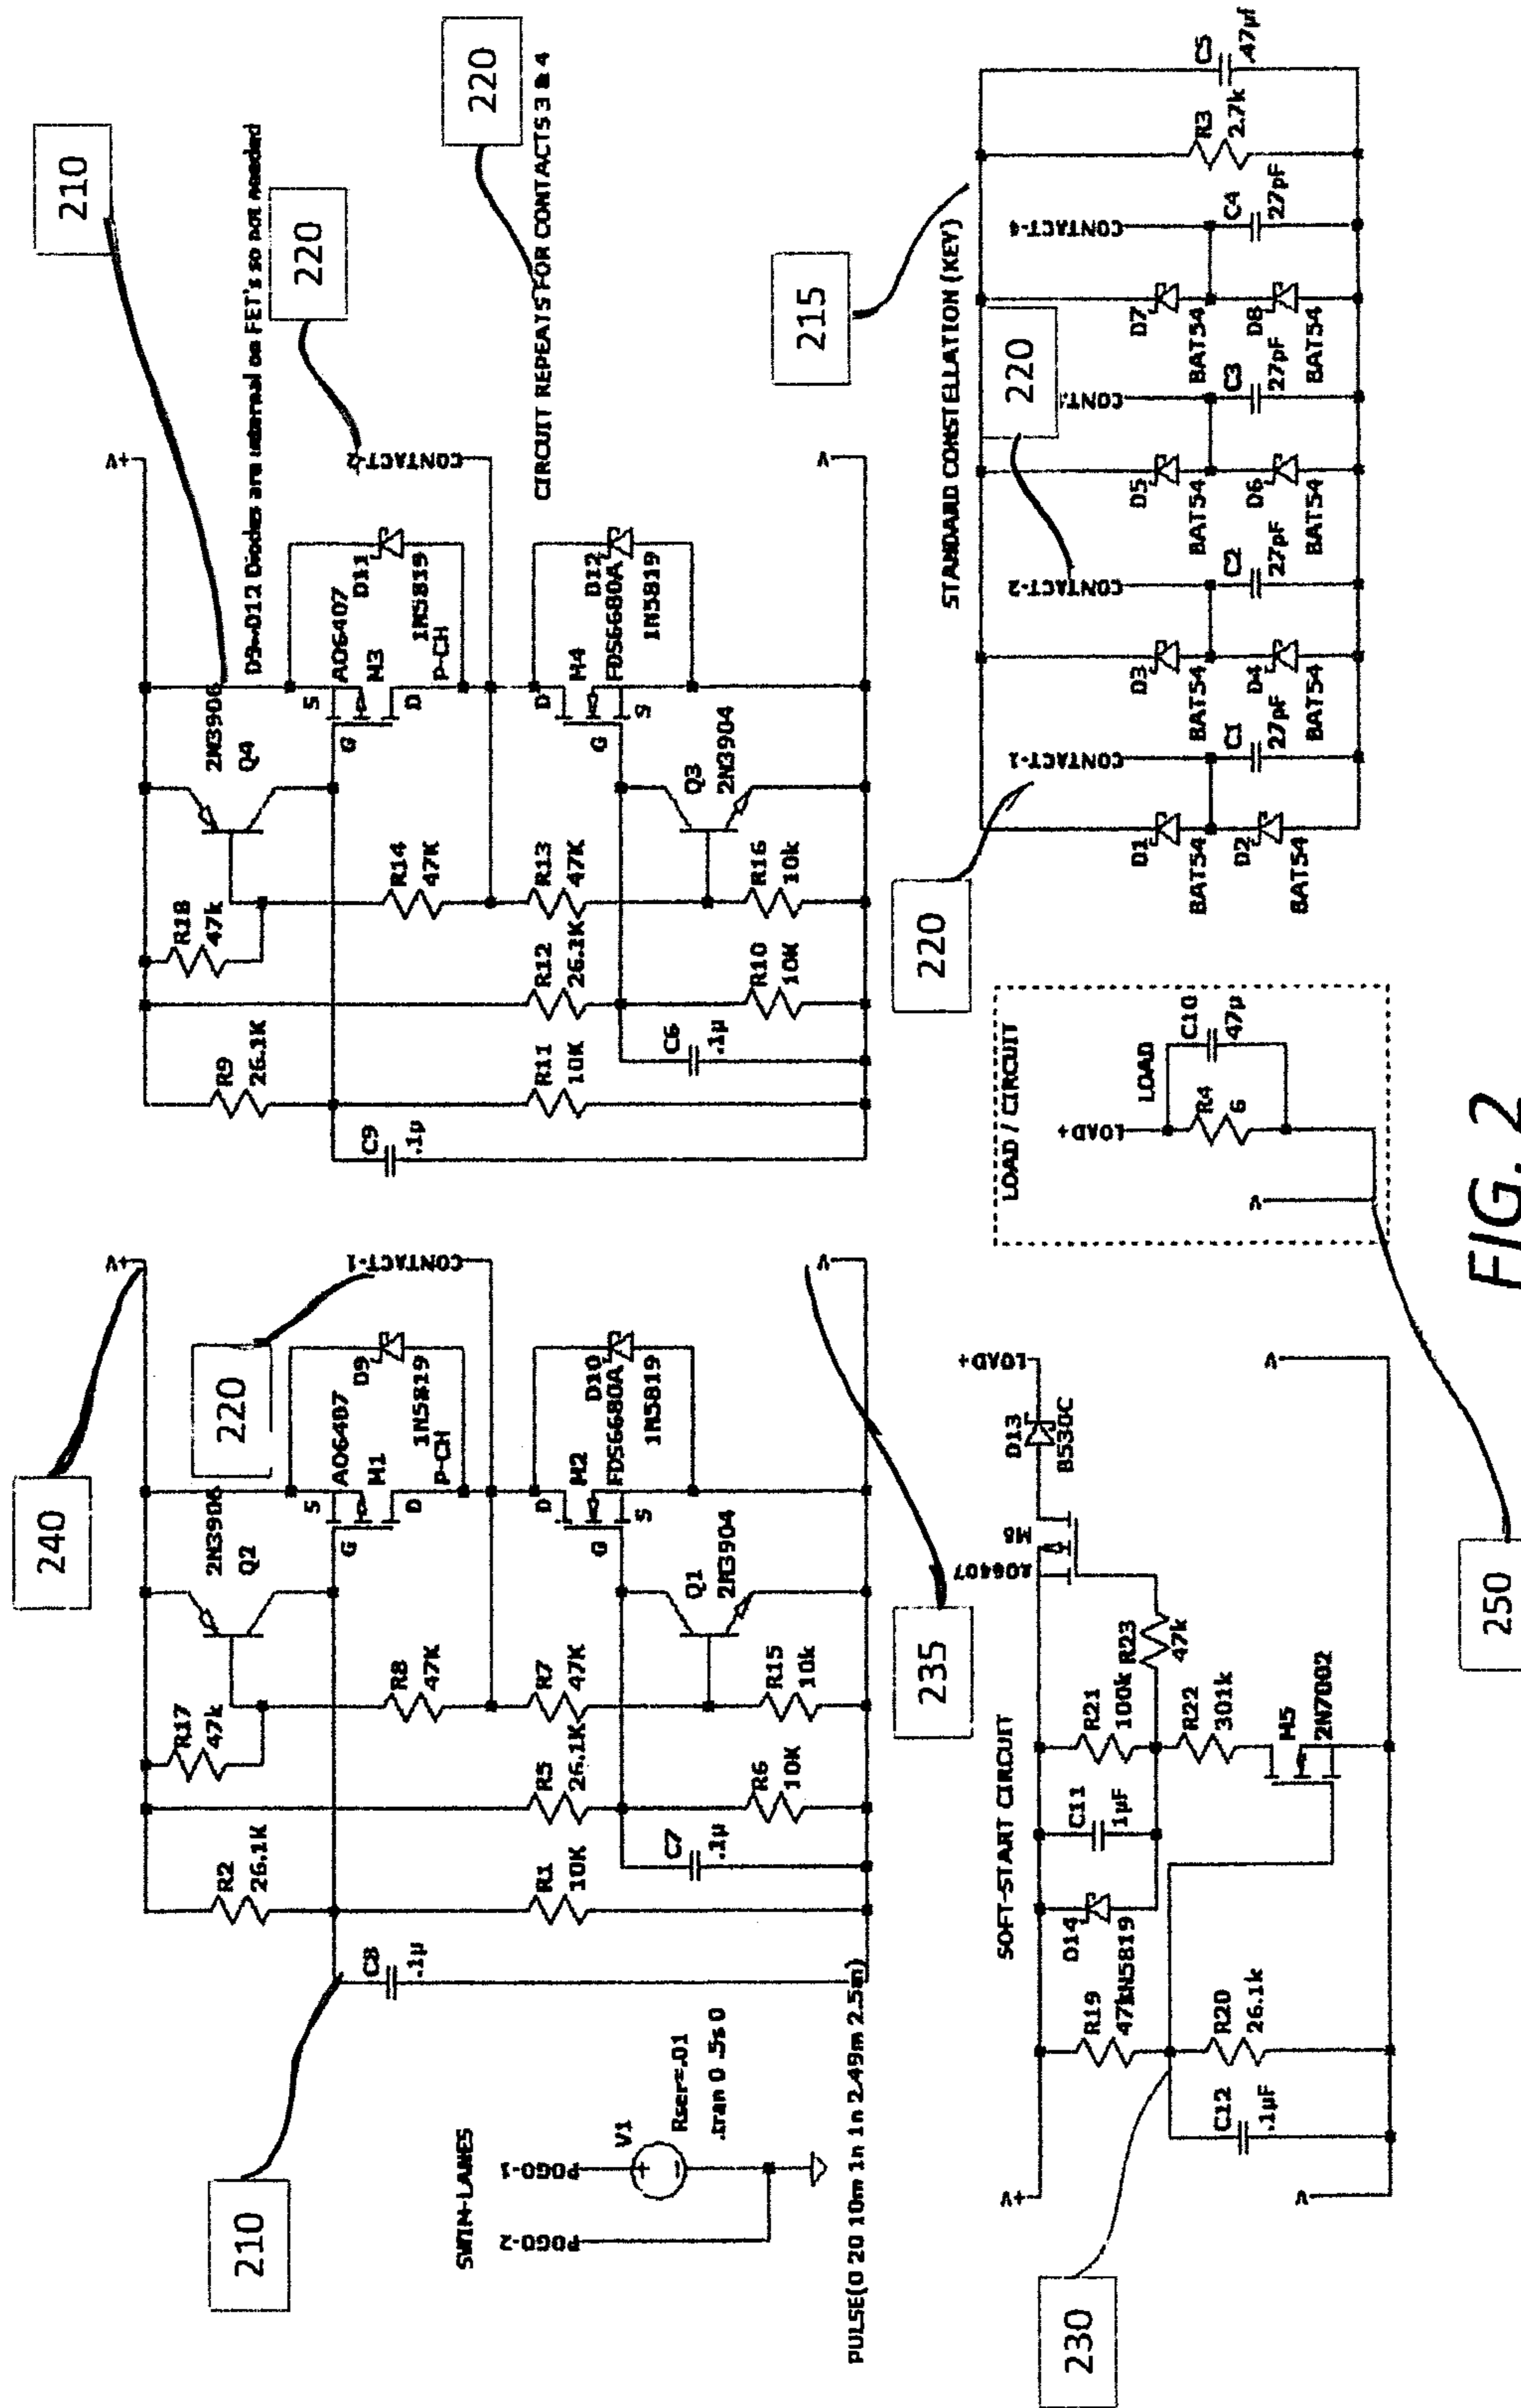 240
220
210
220
220
+V
+V
2N3906
Q2
2N3906
Q4
D9-D12 Diodes are internal on FET's so not needed
R17
47k
R18
47k
R2
26.1K
R9
26.1K
S
AO6407
M1
G
D
D9
1N5819
P-CH
CONTACT-1
S
AO6407
M3
G
D
D11
1N5819
P-CH
CONTACT-2
CIRCUIT REPEATS FOR CONTACTS 3 & 4
R8
47K
R14
47K
C8
.1µ
C9
.1µ
R1
10K
R5
26.1K
R7
47K
R11
10K
R12
26.1K
R13
47K
D
M2
FDS6680A
G
S
D10
1N5819
D
M4
FDS6680A
G
S
D12
1N5819
C7
.1µ
R6
10K
R15
10k
Q1
2N3904
C6
.1µ
R10
10K
R16
10k
Q3
2N3904
-V
-V
210
SWIM-LANES
POGO-2
POGO-1
V1
Rser=.01
.tran 0 .5s 0
PULSE(0 20 10m 1n 1n 2.49m 2.5m)
235
220
215
SOFT-START CIRCUIT
+V
R19
47k
D14
1N5819
C11
1µF
R21
100k
R23
47k
AO6407
M6
D13
B530C
LOAD+
C12
.1µF
R20
26.1k
R22
301k
M5
2N7002
-V
-V
230
LOAD / CIRCUIT
LOAD+
LOAD
R4
6
C10
47µ
-V
250
STANDARD CONSTELLATION (KEY)
220
CONTACT-1
CONTACT-2
CONTACT-4
D1
BAT54
D3
BAT54
D5
BAT54
D7
BAT54
D2
BAT54
C1
27pF
D4
BAT54
C2
27pF
D6
BAT54
C3
27pF
D8
BAT54
C4
27pF
R3
2.7k
C5
.47µf
FIG. 2